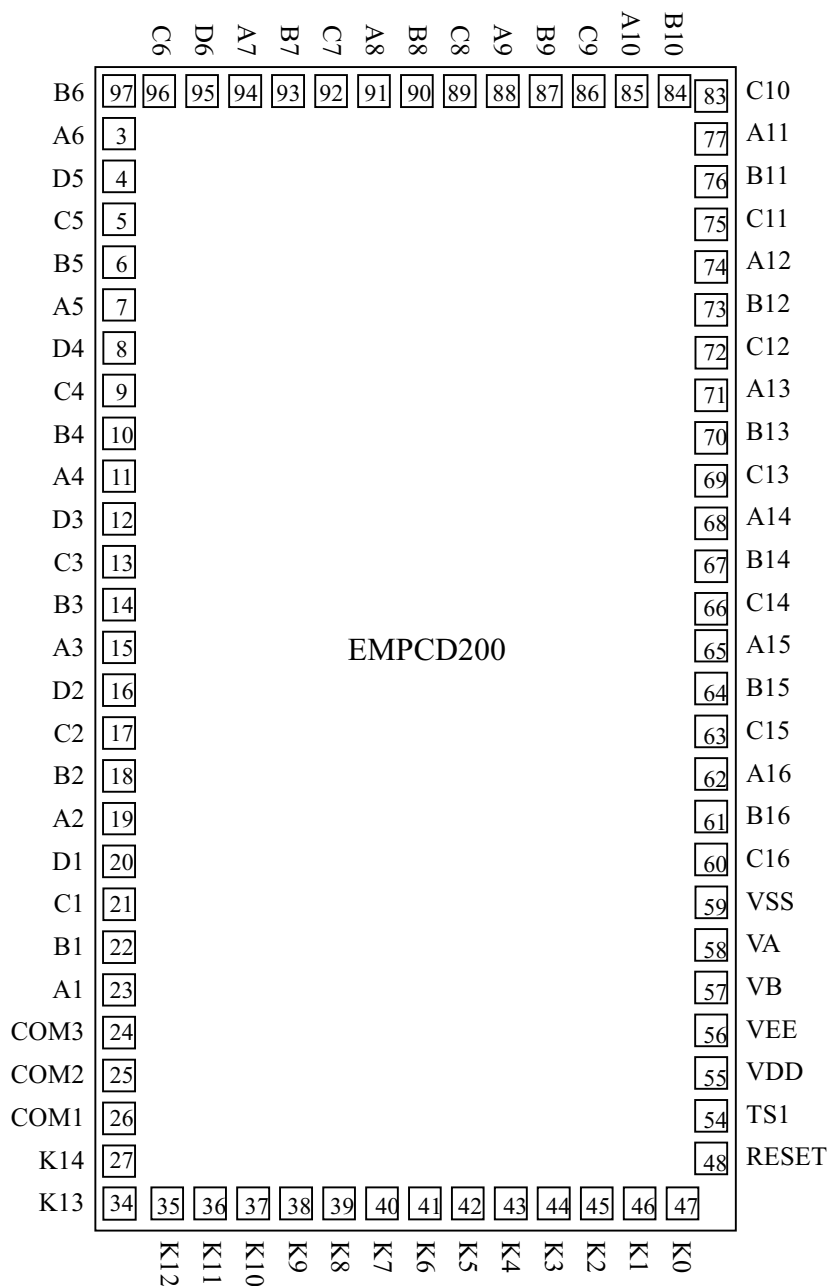 C6 D6 A7 B7 C7 A8 B8 C8 A9 B9 C9 A10 B10
B6 97 96 95 94 93 92 91 90 89 88 87 86 85 84 83 C10
A6 3 77 A11
D5 4 76 B11
C5 5 75 C11
B5 6 74 A12
A5 7 73 B12
D4 8 72 C12
C4 9 71 A13
B4 10 70 B13
A4 11 69 C13
D3 12 68 A14
C3 13 67 B14
B3 14 66 C14
A3 15 EMPCD200 65 A15
D2 16 64 B15
C2 17 63 C15
B2 18 62 A16
A2 19 61 B16
D1 20 60 C16
C1 21 59 VSS
B1 22 58 VA
A1 23 57 VB
COM3 24 56 VEE
COM2 25 55 VDD
COM1 26 54 TS1
K14 27 48 RESET
K13 34 35 36 37 38 39 40 41 42 43 44 45 46 47
K12 K11 K10 K9 K8 K7 K6 K5 K4 K3 K2 K1 K0